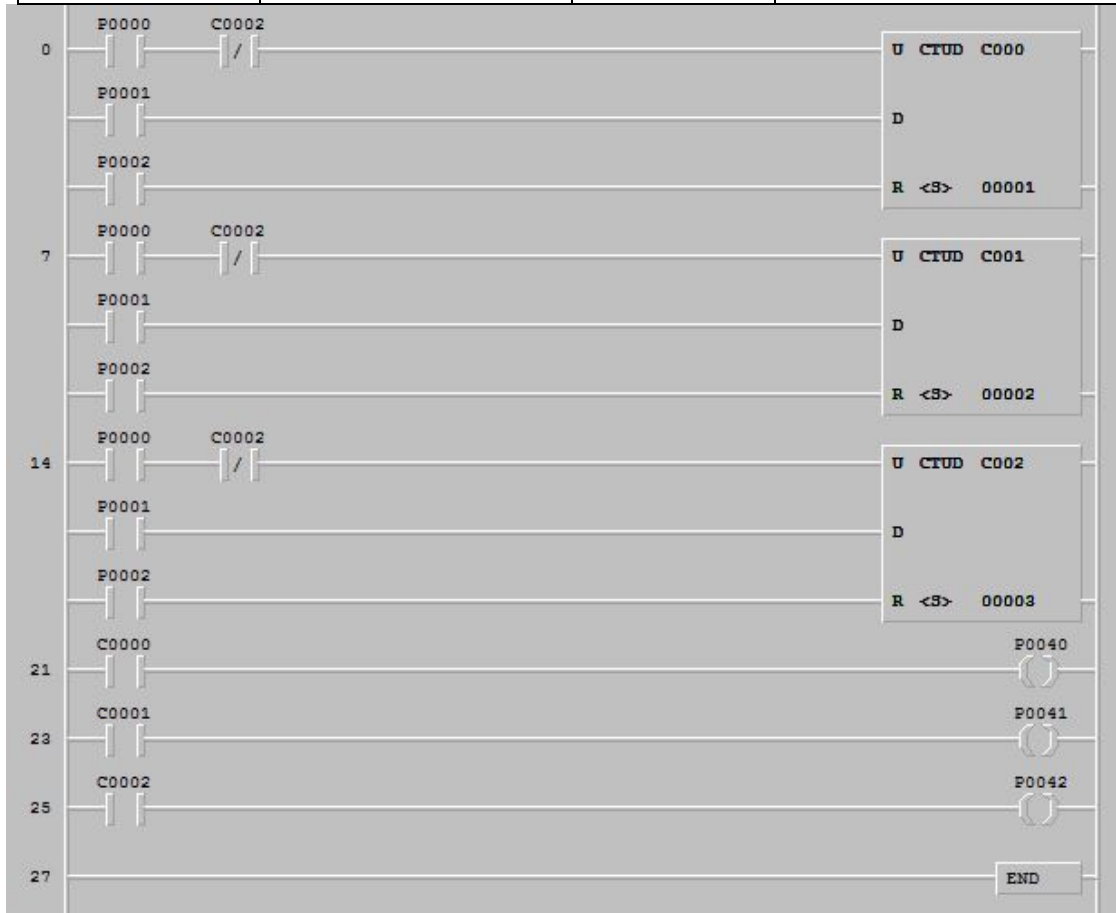 P0000 C0002
0 / U CTUD C000
P0001
D
P0002
R <S> 00001
P0000 C0002
7 / U CTUD C001
P0001
D
P0002
R <S> 00002
P0000 C0002
14 / U CTUD C002
P0001
D
P0002
R <S> 00003
C0000 P0040
21 ( )
C0001 P0041
23 ( )
C0002 P0042
25 ( )
27 END